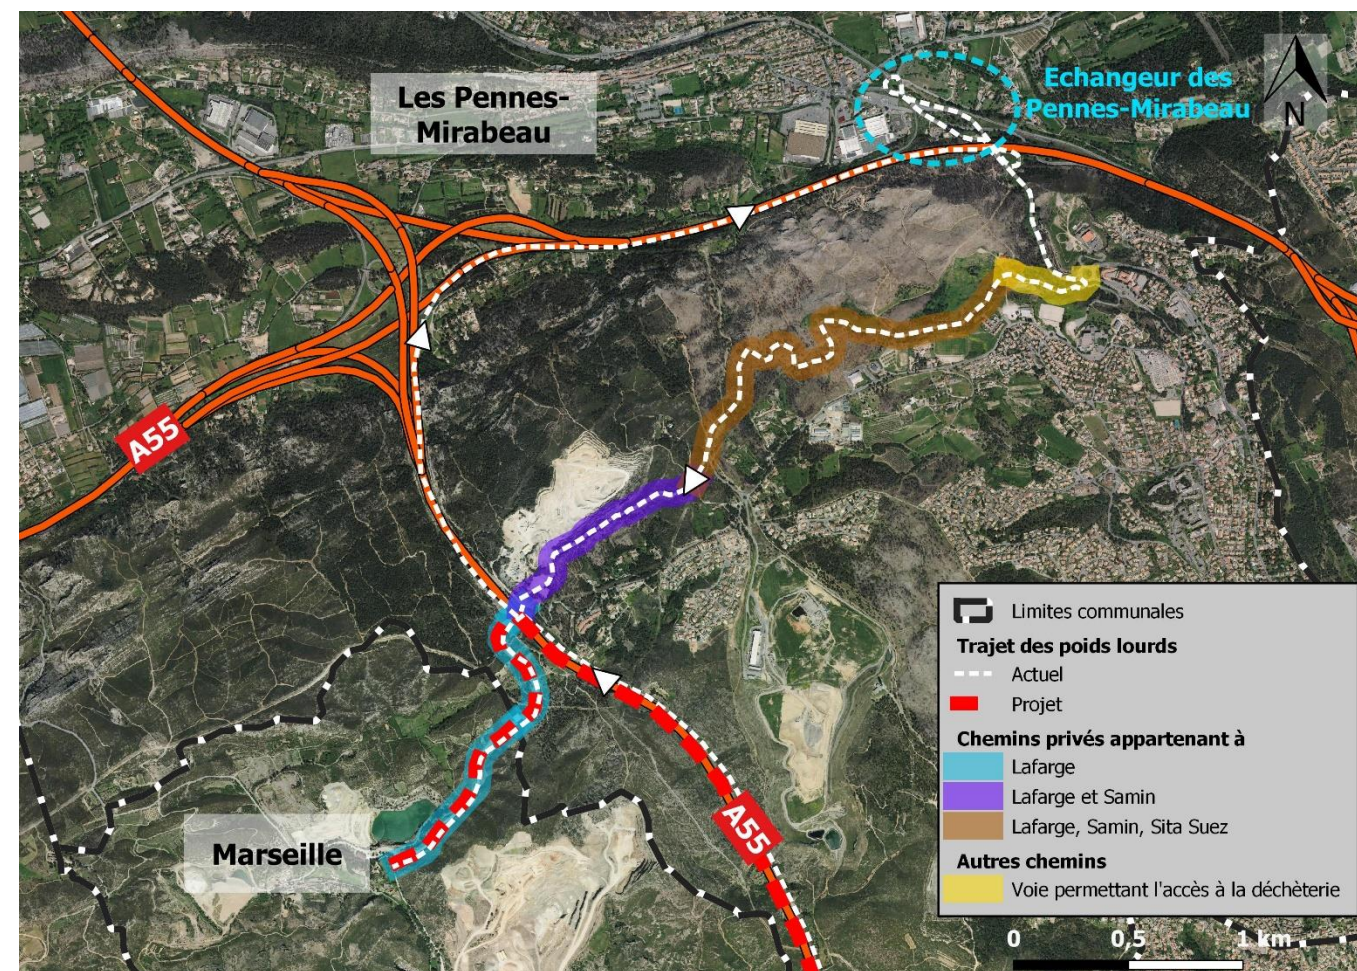 Les Pennes-
Mirabeau
Echangeur des
Pennes-Mirabeau
N
A55
A55
Marseille
Limites communales
Trajet des poids lourds
Actuel
Projet
Chemins privés appartenant à
Lafarge
Lafarge et Samin
Lafarge, Samin, Sita Suez
Autres chemins
Voie permettant l'accès à la déchèterie
0 0,5 1 km